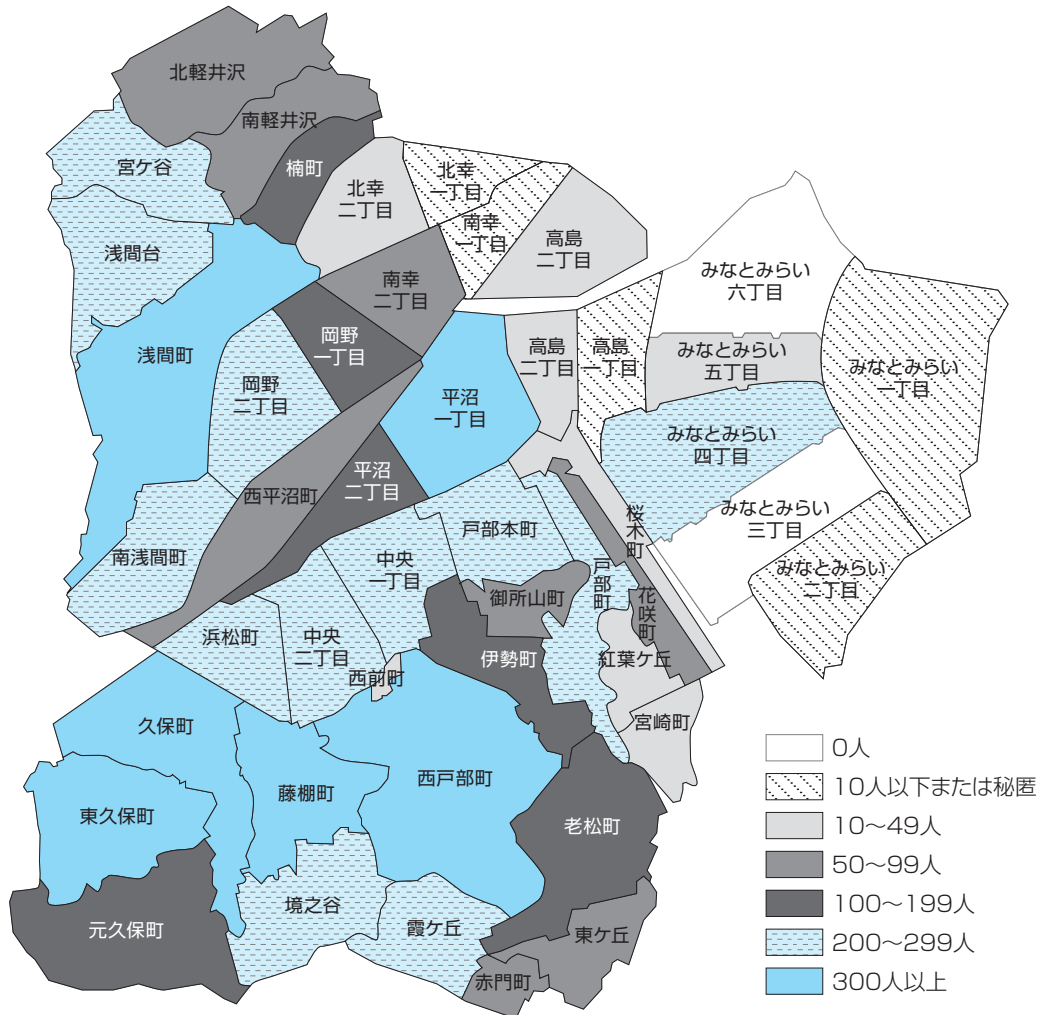 北軽井沢
南軽井沢
宮ケ谷
楠町
北幸
二丁目
北幸
一丁目
南幸
一丁目
高島
二丁目
浅間台
南幸
二丁目
みなとみらい
六丁目
浅間町
岡野
一丁目
岡野
二丁目
平沼
一丁目
高島
二丁目
高島
一丁目
みなとみらい
五丁目
みなとみらい
一丁目
みなとみらい
四丁目
西平沼町
平沼
二丁目
桜木町
みなとみらい
三丁目
南浅間町
中央
一丁目
戸部本町
戸部町
みなとみらい
二丁目
御所山町
花咲町
浜松町
中央
二丁目
西前町
伊勢町
紅葉ケ丘
宮崎町
久保町
東久保町
藤棚町
西戸部町
老松町
元久保町
境之谷
霞ケ丘
東ケ丘
赤門町
0人
10人以下または秘匿
10〜49人
50〜99人
100〜199人
200〜299人
300人以上